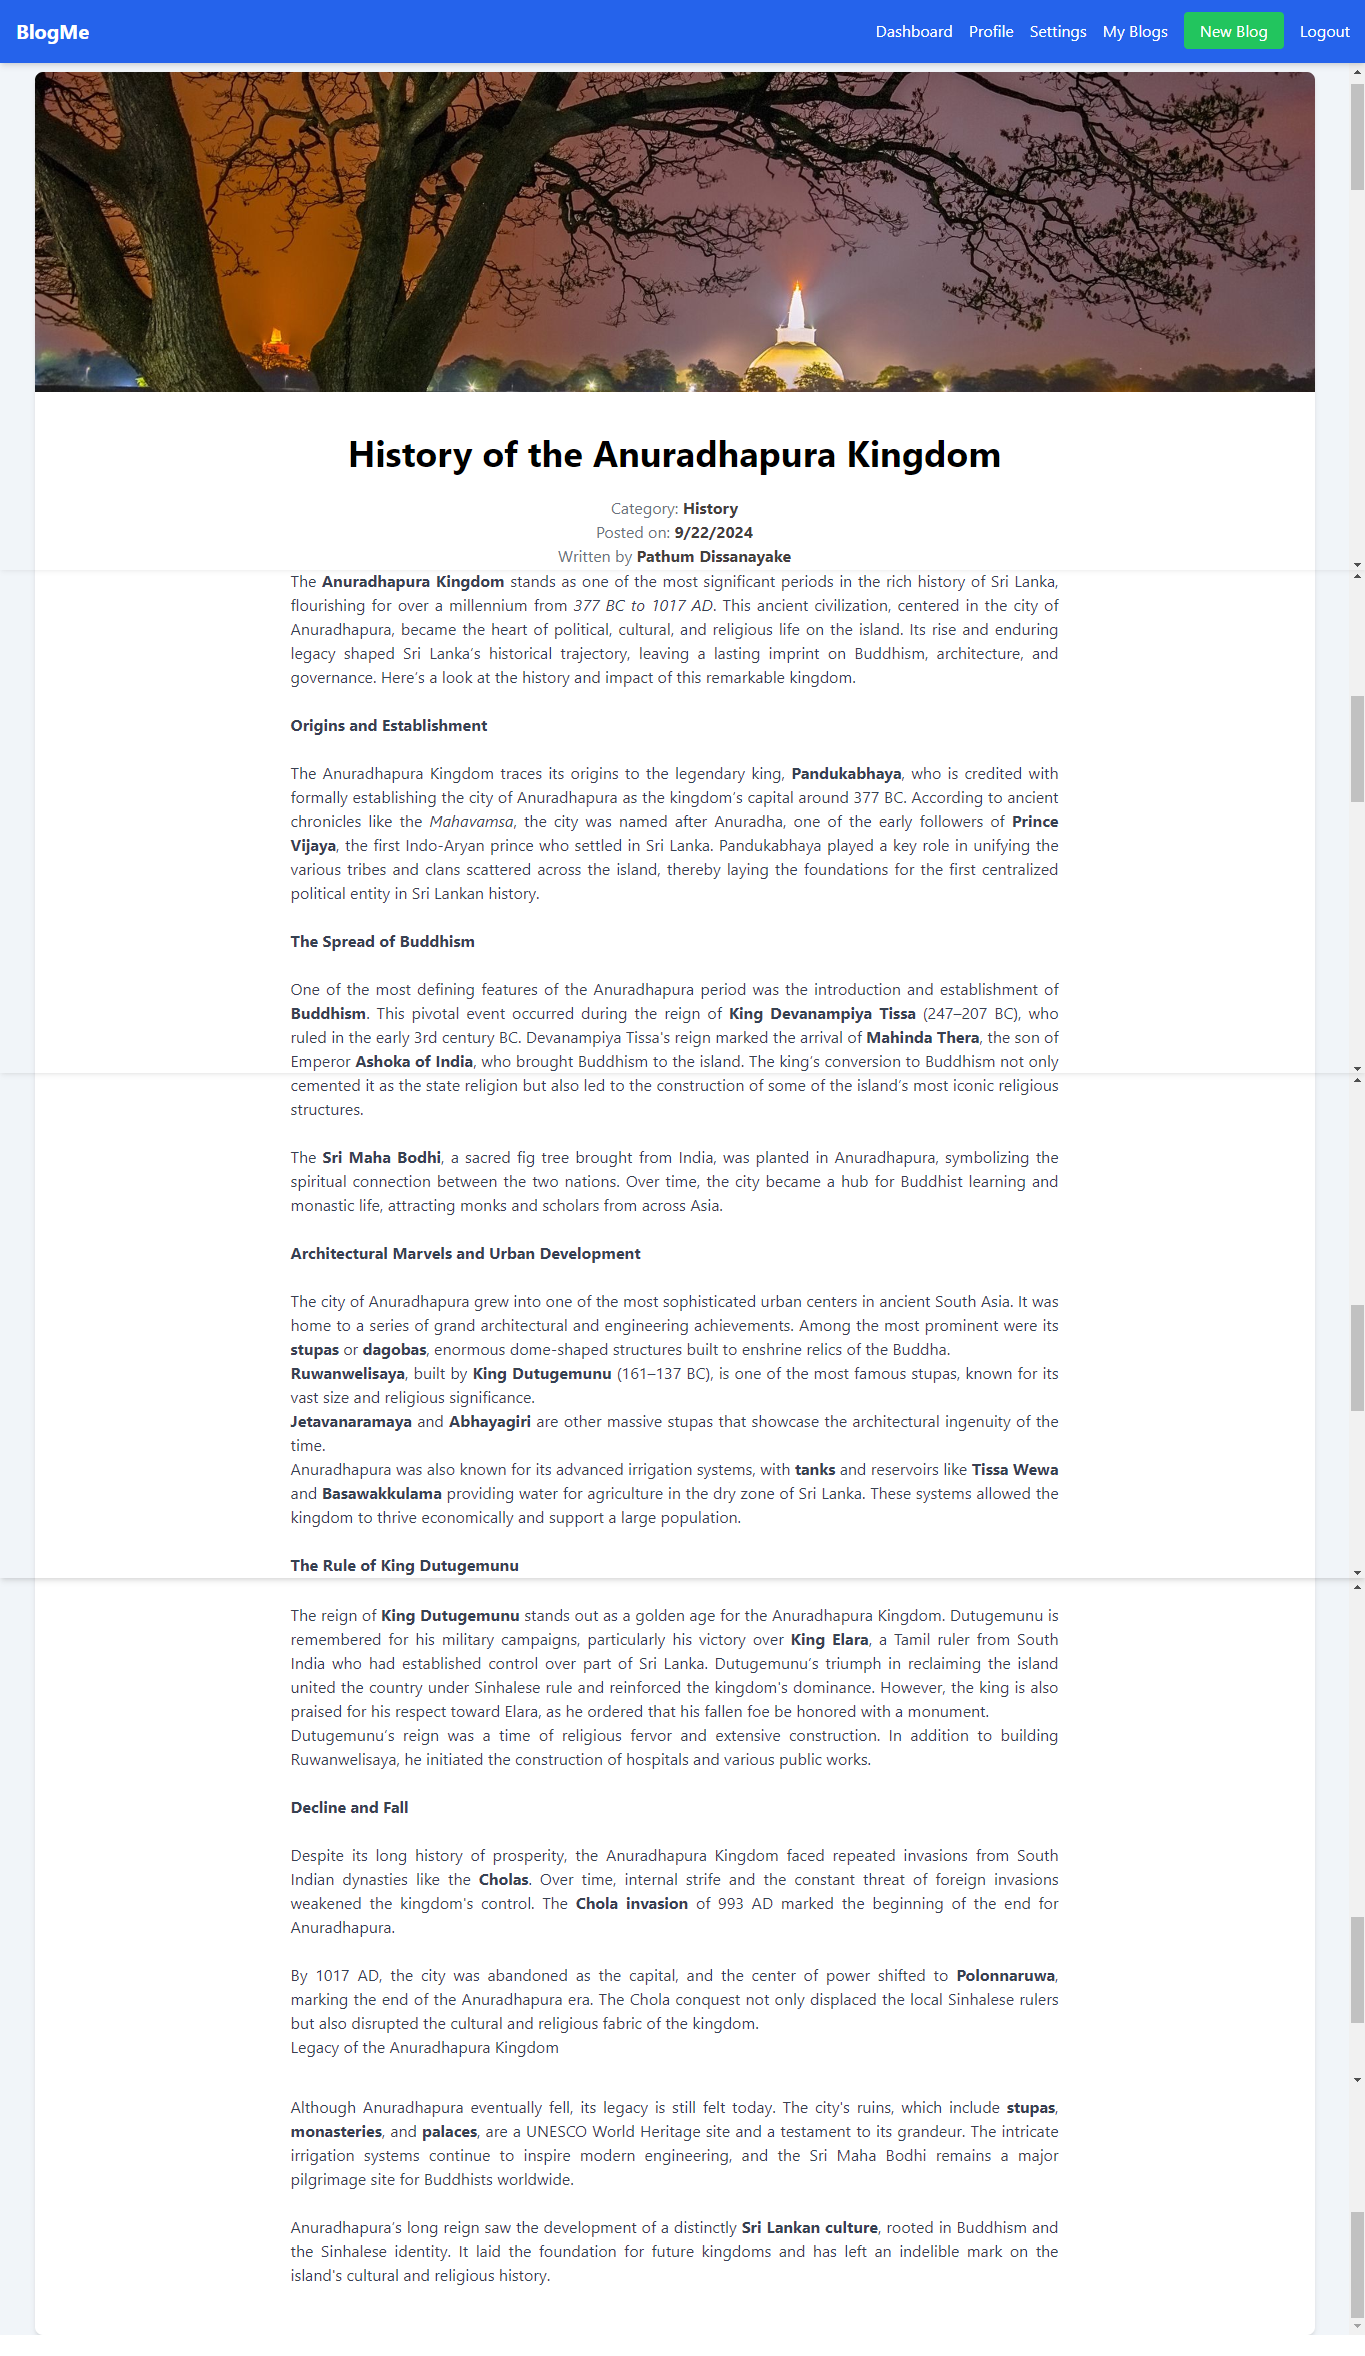 BlogMe
Dashboard Profile Settings My Blogs New Blog Logout
History of the Anuradhapura Kingdom
Category: History
Posted on: 9/22/2024
Written by Pathum Dissanayake
The Anuradhapura Kingdom stands as one of the most significant periods in the rich history of Sri Lanka,
flourishing for over a millennium from 377 BC to 1017 AD. This ancient civilization, centered in the city of
Anuradhapura, became the heart of political, cultural, and religious life on the island. Its rise and enduring
legacy shaped Sri Lanka’s historical trajectory, leaving a lasting imprint on Buddhism, architecture, and
governance. Here’s a look at the history and impact of this remarkable kingdom.
Origins and Establishment
The Anuradhapura Kingdom traces its origins to the legendary king, Pandukabhaya, who is credited with
formally establishing the city of Anuradhapura as the kingdom’s capital around 377 BC. According to ancient
chronicles like the Mahavamsa, the city was named after Anuradha, one of the early followers of Prince
Vijaya, the first Indo-Aryan prince who settled in Sri Lanka. Pandukabhaya played a key role in unifying the
various tribes and clans scattered across the island, thereby laying the foundations for the first centralized
political entity in Sri Lankan history.
The Spread of Buddhism
One of the most defining features of the Anuradhapura period was the introduction and establishment of
Buddhism. This pivotal event occurred during the reign of King Devanampiya Tissa (247–207 BC), who
ruled in the early 3rd century BC. Devanampiya Tissa's reign marked the arrival of Mahinda Thera, the son of
Emperor Ashoka of India, who brought Buddhism to the island. The king’s conversion to Buddhism not only
cemented it as the state religion but also led to the construction of some of the island’s most iconic religious
structures.
The Sri Maha Bodhi, a sacred fig tree brought from India, was planted in Anuradhapura, symbolizing the
spiritual connection between the two nations. Over time, the city became a hub for Buddhist learning and
monastic life, attracting monks and scholars from across Asia.
Architectural Marvels and Urban Development
The city of Anuradhapura grew into one of the most sophisticated urban centers in ancient South Asia. It was
home to a series of grand architectural and engineering achievements. Among the most prominent were its
stupas or dagobas, enormous dome-shaped structures built to enshrine relics of the Buddha.
Ruwanwelisaya, built by King Dutugemunu (161–137 BC), is one of the most famous stupas, known for its
vast size and religious significance.
Jetavanaramaya and Abhayagiri are other massive stupas that showcase the architectural ingenuity of the
time.
Anuradhapura was also known for its advanced irrigation systems, with tanks and reservoirs like Tissa Wewa
and Basawakkulama providing water for agriculture in the dry zone of Sri Lanka. These systems allowed the
kingdom to thrive economically and support a large population.
The Rule of King Dutugemunu
The reign of King Dutugemunu stands out as a golden age for the Anuradhapura Kingdom. Dutugemunu is
remembered for his military campaigns, particularly his victory over King Elara, a Tamil ruler from South
India who had established control over part of Sri Lanka. Dutugemunu’s triumph in reclaiming the island
united the country under Sinhalese rule and reinforced the kingdom's dominance. However, the king is also
praised for his respect toward Elara, as he ordered that his fallen foe be honored with a monument.
Dutugemunu’s reign was a time of religious fervor and extensive construction. In addition to building
Ruwanwelisaya, he initiated the construction of hospitals and various public works.
Decline and Fall
Despite its long history of prosperity, the Anuradhapura Kingdom faced repeated invasions from South
Indian dynasties like the Cholas. Over time, internal strife and the constant threat of foreign invasions
weakened the kingdom's control. The Chola invasion of 993 AD marked the beginning of the end for
Anuradhapura.
By 1017 AD, the city was abandoned as the capital, and the center of power shifted to Polonnaruwa,
marking the end of the Anuradhapura era. The Chola conquest not only displaced the local Sinhalese rulers
but also disrupted the cultural and religious fabric of the kingdom.
Legacy of the Anuradhapura Kingdom
Although Anuradhapura eventually fell, its legacy is still felt today. The city's ruins, which include stupas,
monasteries, and palaces, are a UNESCO World Heritage site and a testament to its grandeur. The intricate
irrigation systems continue to inspire modern engineering, and the Sri Maha Bodhi remains a major
pilgrimage site for Buddhists worldwide.
Anuradhapura’s long reign saw the development of a distinctly Sri Lankan culture, rooted in Buddhism and
the Sinhalese identity. It laid the foundation for future kingdoms and has left an indelible mark on the
island's cultural and religious history.